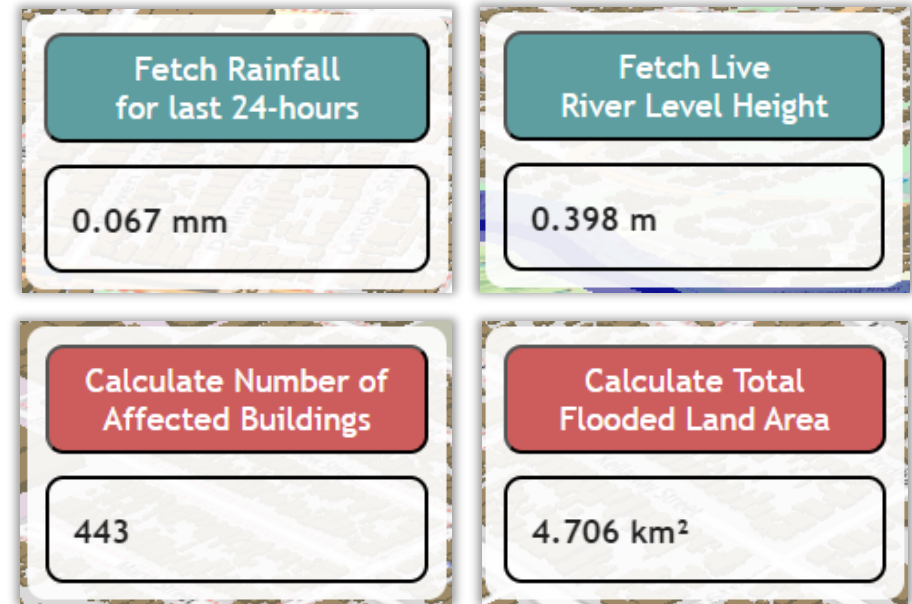 Fetch Rainfall
for last 24-hours
0.067 mm
Fetch Live
River Level Height
0.398 m
Calculate Number of
Affected Buildings
443
Calculate Total
Flooded Land Area
4.706 km²